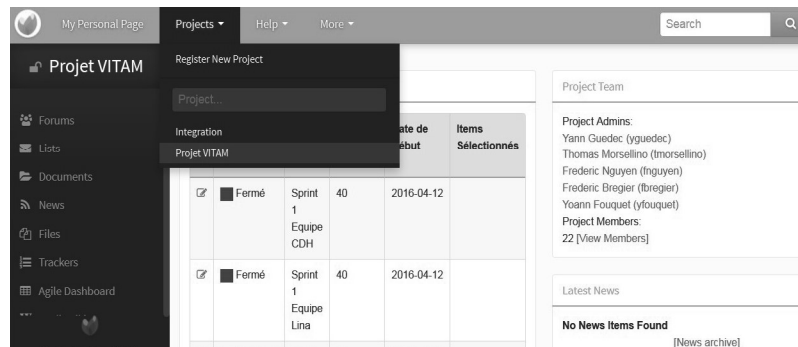 My Personal Page
Projects
Help
More
Search
Projet VITAM
Forums
Lists
Documents
News
Files
Trackers
Agile Dashboard
Register New Project
Project...
Integration
Projet VITAM
Items
Sélectionnés
Fermé
Sprint
1
Equipe
CDH
40
2016-04-12
Fermé
Sprint
1
Equipe
Lina
40
2016-04-12
Project Team
Project Admins:
Yann Guedec (yguedec)
Thomas Morsellino (tmorsellino)
Frederic Nguyen (fnguyen)
Frederic Bregier (fbregier)
Yoann Fouquet (yfouquet)
Project Members:
22 [View Members]
Latest News
No News Items Found
[News archive]